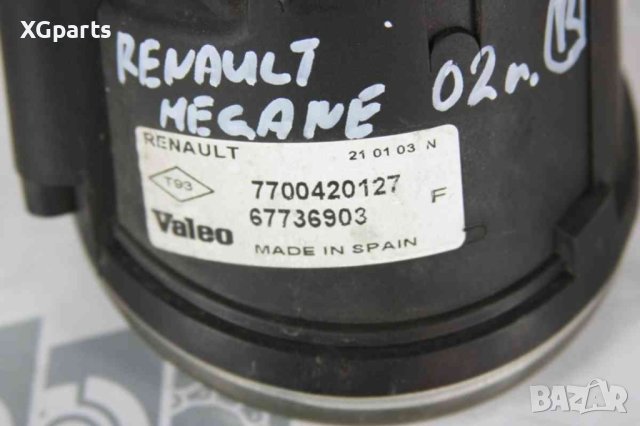 XGparts
RENAULT
MEGANE 02г.
RENAULT 21 01 03 N
T93
7700420127 F
67736903
Valeo
MADE IN SPAIN
BAZAR